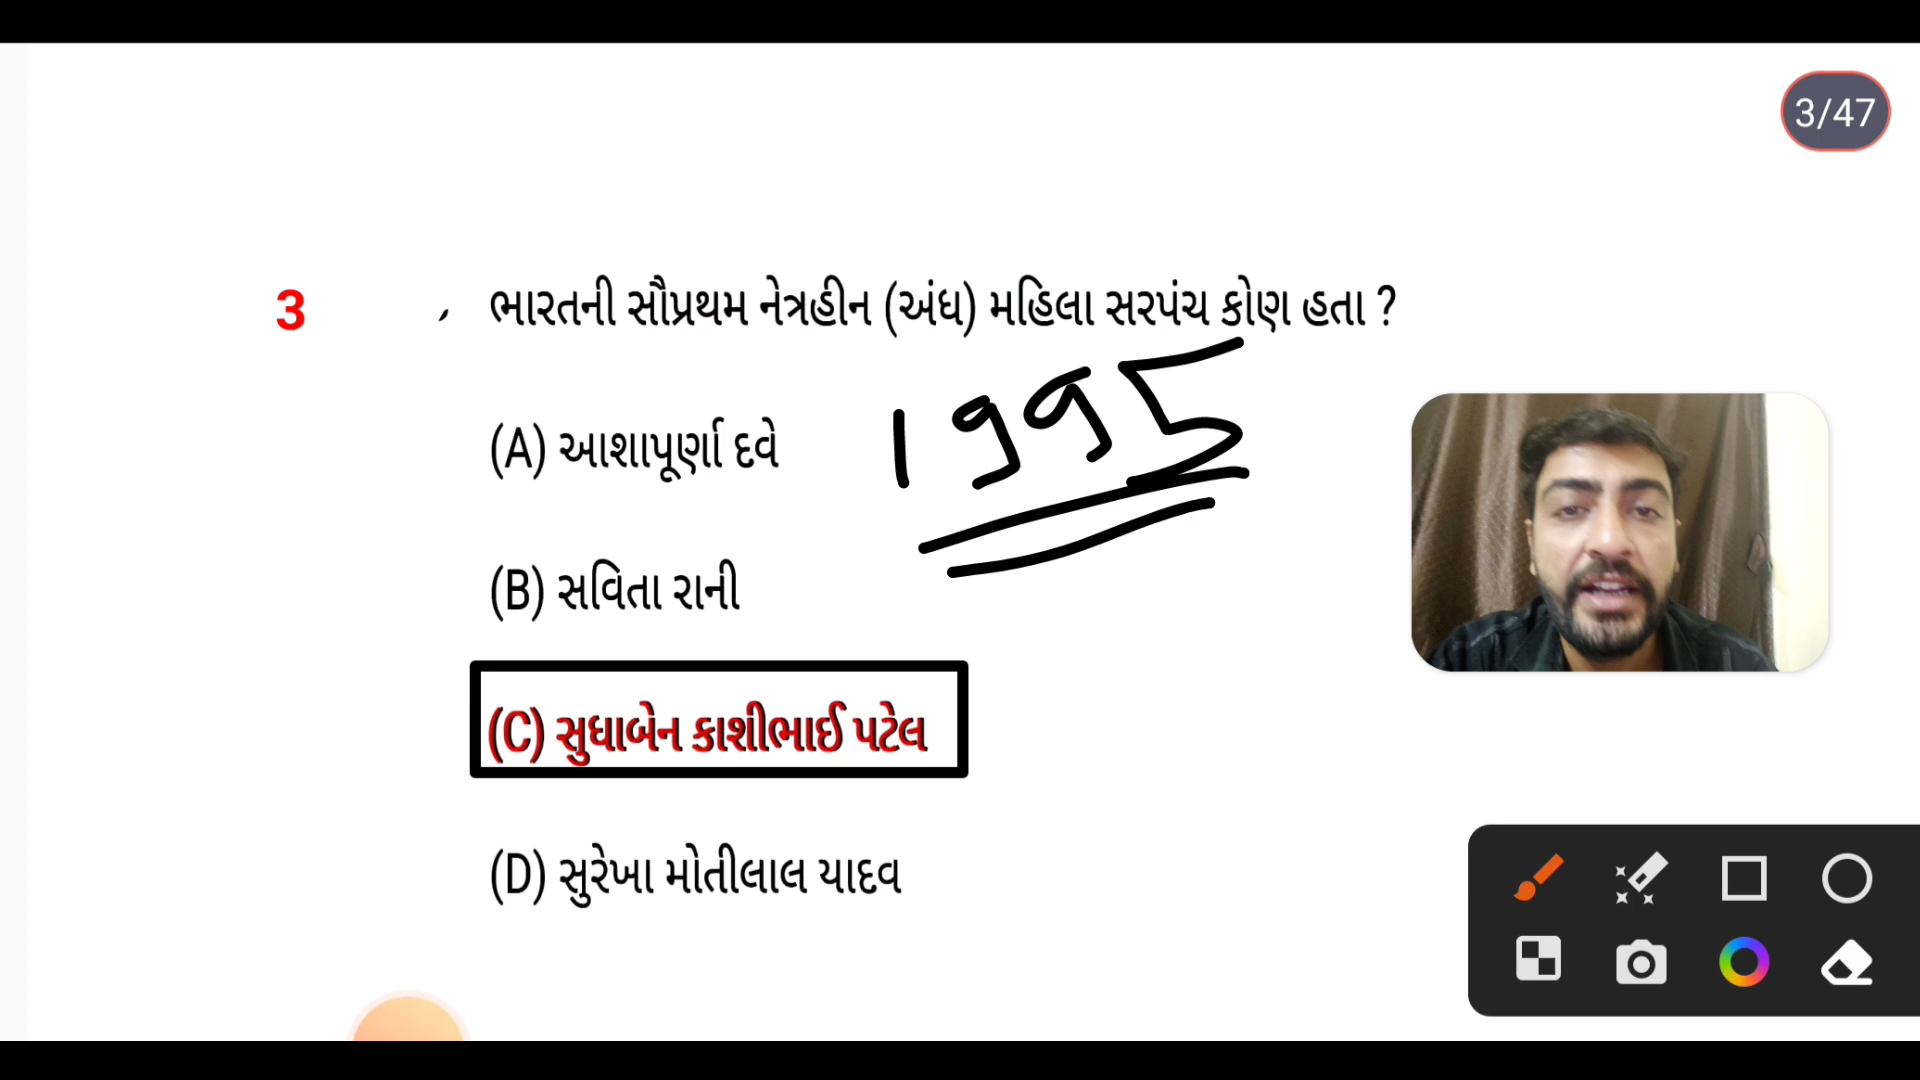 3/47
3 ભારતની સૌપ્રથમ નેત્રહીન (અંધ) મહિલા સરપંચ કોણ હતા ?
1995
(A) આશાપૂર્ણા દવે
(B) સવિતા રાની
(C) સુધાબેન કાશીભાઈ પટેલ
(D) સુરેખા મોતીલાલ યાદવ